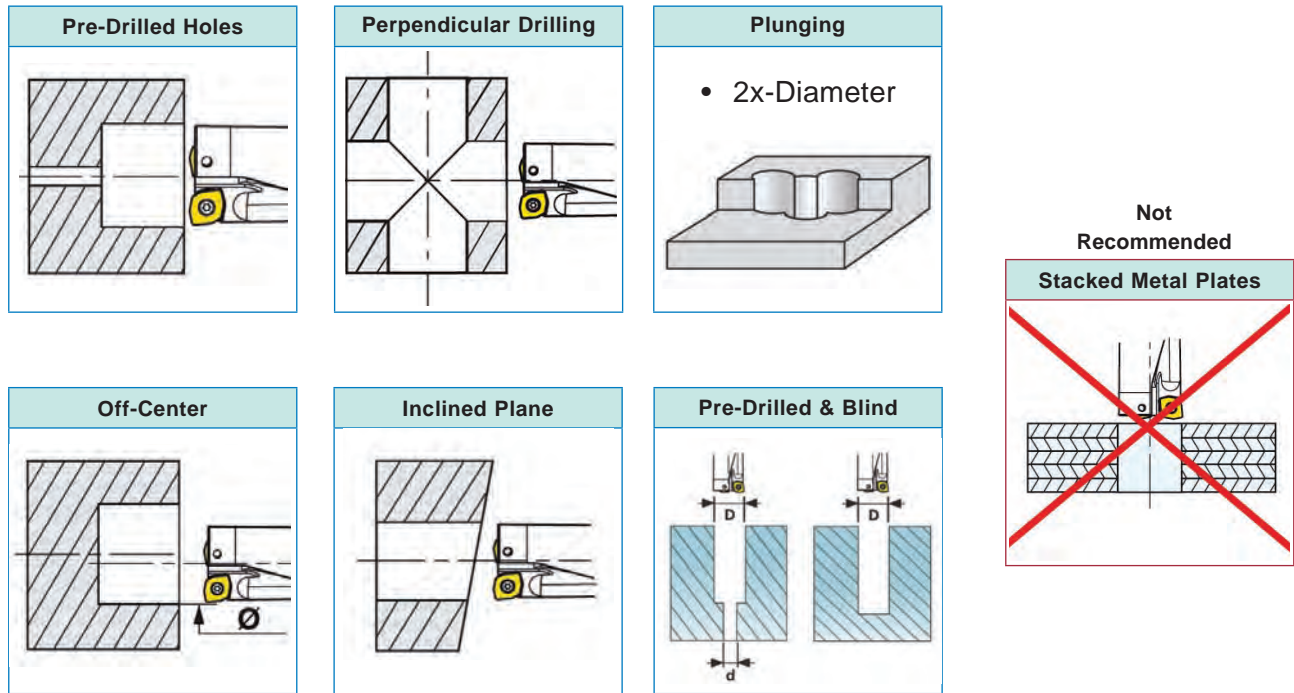 Pre-Drilled Holes
Perpendicular Drilling
Plunging
• 2x-Diameter
Not
Recommended
Stacked Metal Plates
Off-Center
Ø
Inclined Plane
Pre-Drilled & Blind
D
D
d